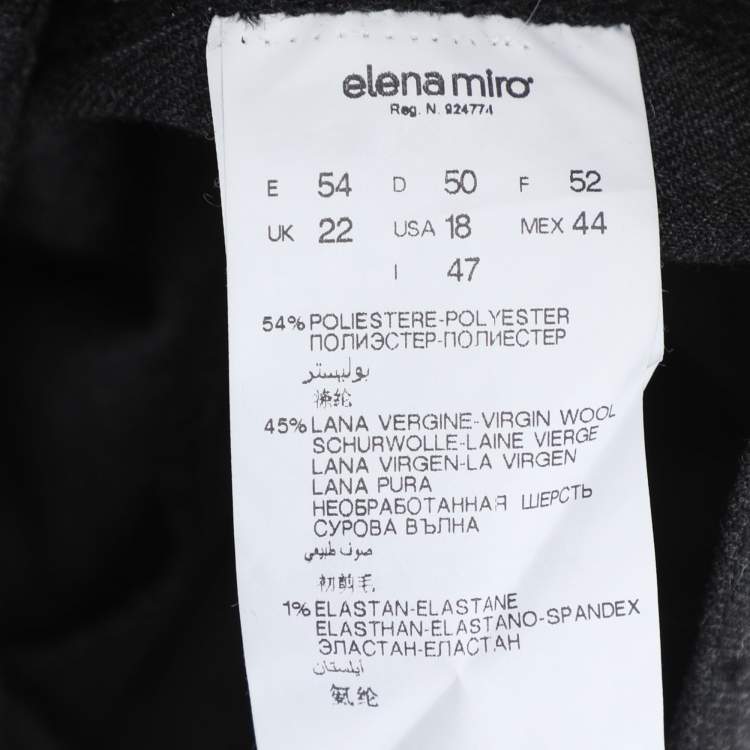 elena miro
Reg. N. 924774
E 54 D 50 F 52
UK 22 USA 18 MEX 44
I 47
54% POLIESTERE-POLYESTER
ПОЛИЭСТЕР-ПОЛИЕСТЕР
بوليستر
涤纶
45% LANA VERGINE-VIRGIN WOOL
SCHURWOLLE-LAINE VIERGE
LANA VIRGEN-LA VIRGEN
LANA PURA
НЕОБРАБОТАННАЯ ШЕРСТЬ
СУРОВА ВЪЛНА
صوف طبيعي
初剪毛
1% ELASTAN-ELASTANE
ELASTHAN-ELASTANO-SPANDEX
ЭЛАСТАН-ЕЛАСТАН
أيلستان
氨纶